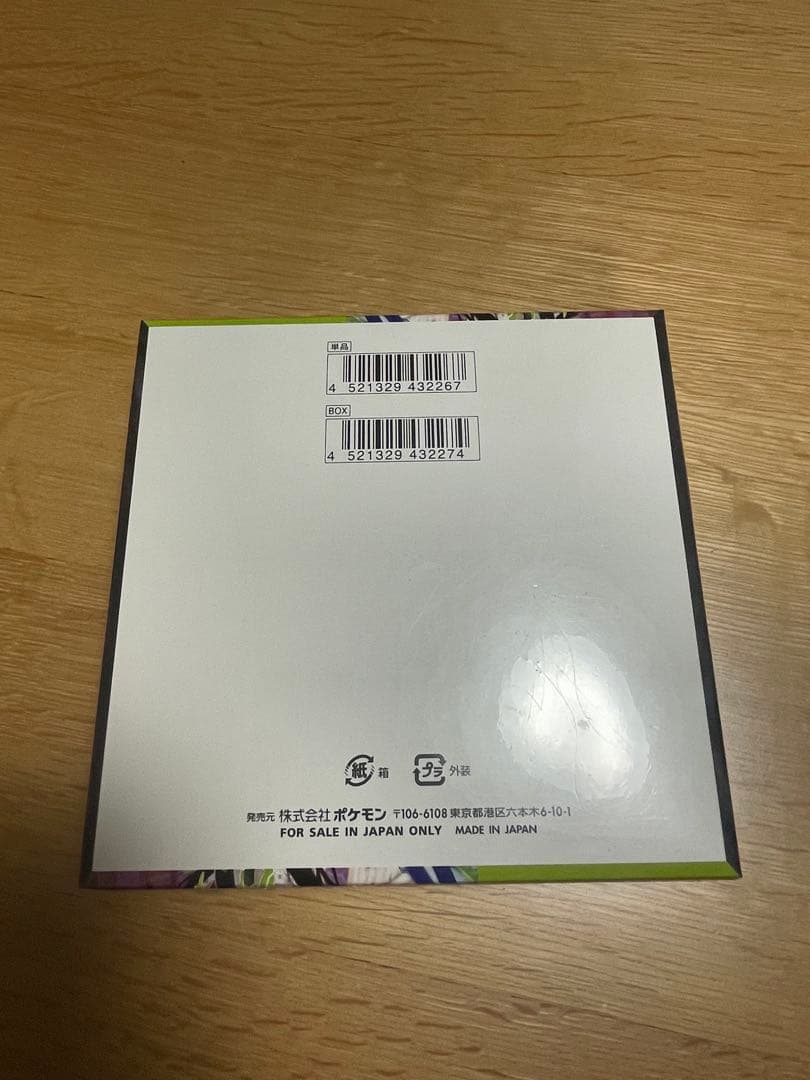 単品
4 521329 432267
BOX
4 521329 432274
紙 箱 プラ 外装
発売元 株式会社 ポケモン 〒106-6108 東京都港区六本木6-10-1
FOR SALE IN JAPAN ONLY MADE IN JAPAN